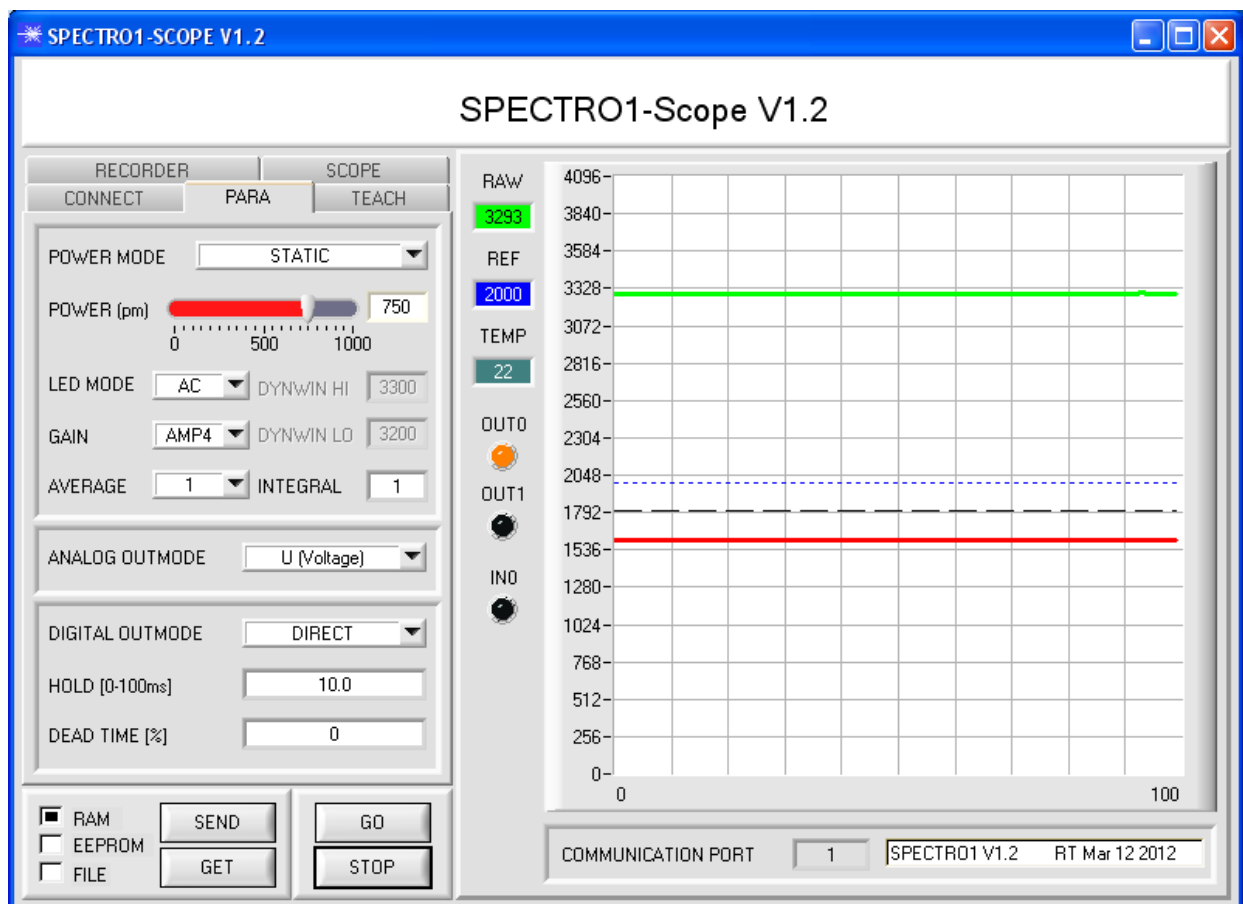 SPECTRO1-SCOPE V1.2
SPECTRO1-Scope V1.2
RECORDER SCOPE
CONNECT PARA TEACH
POWER MODE STATIC
POWER (pm) 750
0 500 1000
LED MODE AC DYNWIN HI 3300
GAIN AMP4 DYNWIN LO 3200
AVERAGE 1 INTEGRAL 1
ANALOG OUTMODE U (Voltage)
DIGITAL OUTMODE DIRECT
HOLD [0-100ms] 10.0
DEAD TIME [%] 0
RAM
EEPROM
FILE
SEND
GET
GO
STOP
RAW
3293
REF
2000
TEMP
22
OUT0
OUT1
IN0
4096
3840
3584
3328
3072
2816
2560
2304
2048
1792
1536
1280
1024
768
512
256
0
0 100
COMMUNICATION PORT 1 SPECTRO1 V1.2 RT Mar 12 2012